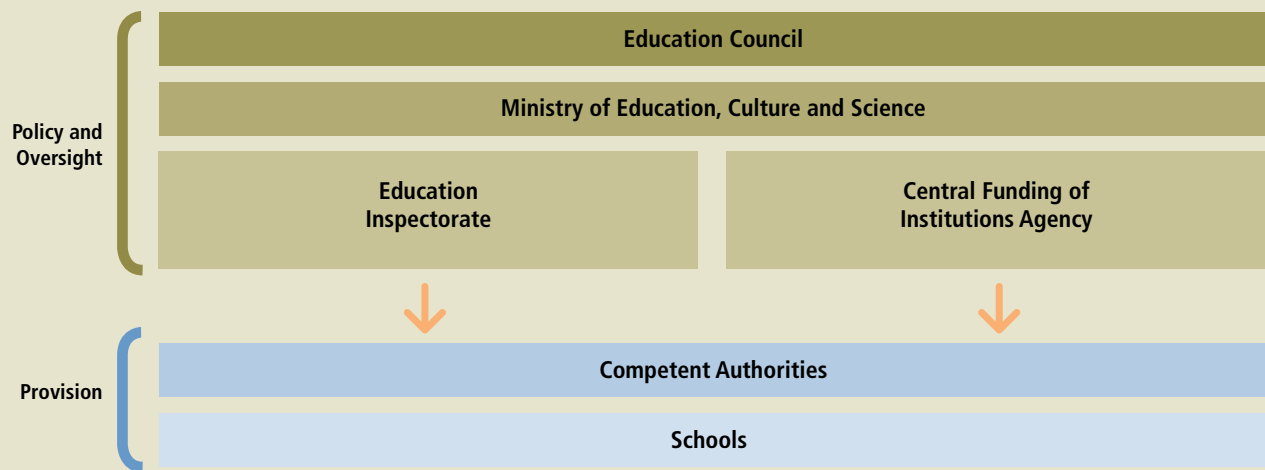 Policy and
Oversight
Education Council
Ministry of Education, Culture and Science
Education
Inspectorate
Central Funding of
Institutions Agency
Provision
Competent Authorities
Schools